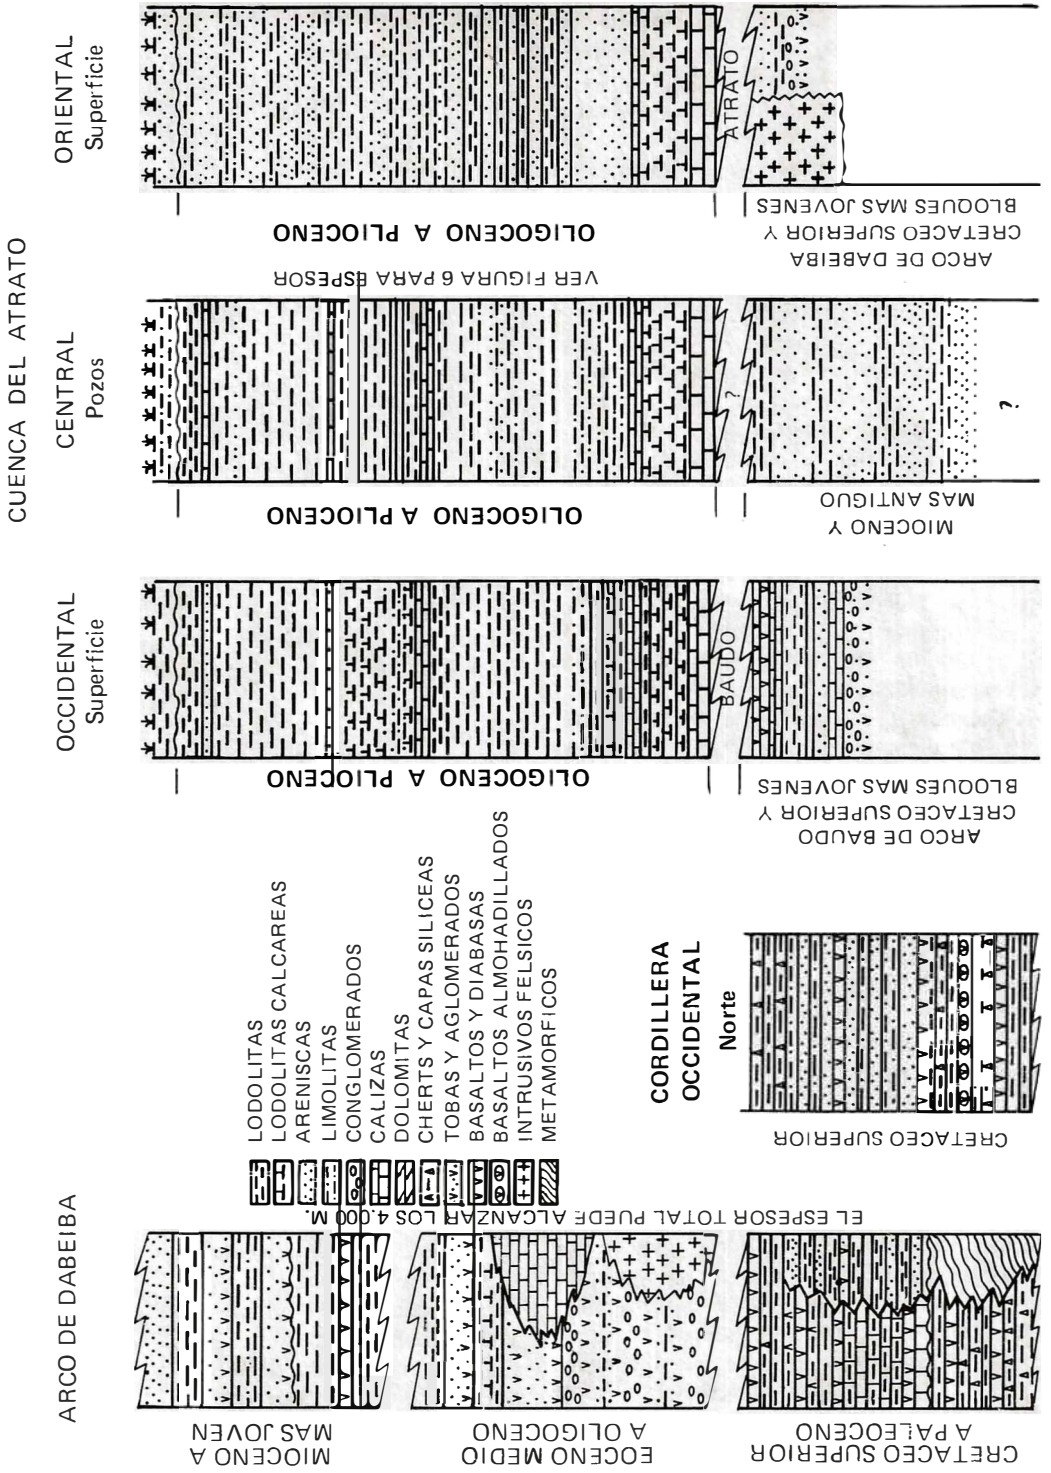 CUENCA DEL ATRATO
ARCO DE DABEIBA
OCCIDENTAL
Superficie
CENTRAL
Pozos
ORIENTAL
Superficie
MIOCENO A
MAS JOVEN
EOCENO MEDIO
A OLIGOCENO
CRETACEO SUPERIOR
A PALEOCENO
EL ESPESOR TOTAL PUEDE ALCANZAR LOS 4.000 M.
LODOLITAS
LODOLITAS CALCAREAS
ARENISCAS
LIMOLITAS
CONGLOMERADOS
CALIZAS
DOLOMITAS
CHERTS Y CAPAS SILICEAS
TOBAS Y AGLOMERADOS
BASALTOS Y DIABASAS
BASALTOS ALMOHADILLADOS
INTRUSIVOS FELSICOS
METAMORFICOS
CORDILLERA
OCCIDENTAL
Norte
CRETACEO SUPERIOR
OLIGOCENO A PLIOCENO
BAUDO
ARCO DE BAUDO
CRETACEO SUPERIOR Y
BLOQUES MAS JOVENES
OLIGOCENO A PLIOCENO
?
MIOCENO Y
MAS ANTIGUO
?
VER FIGURA 6 PARA ESPESOR
OLIGOCENO A PLIOCENO
ATRATO
ARCO DE DABEIBA
CRETACEO SUPERIOR Y
BLOQUES MAS JOVENES